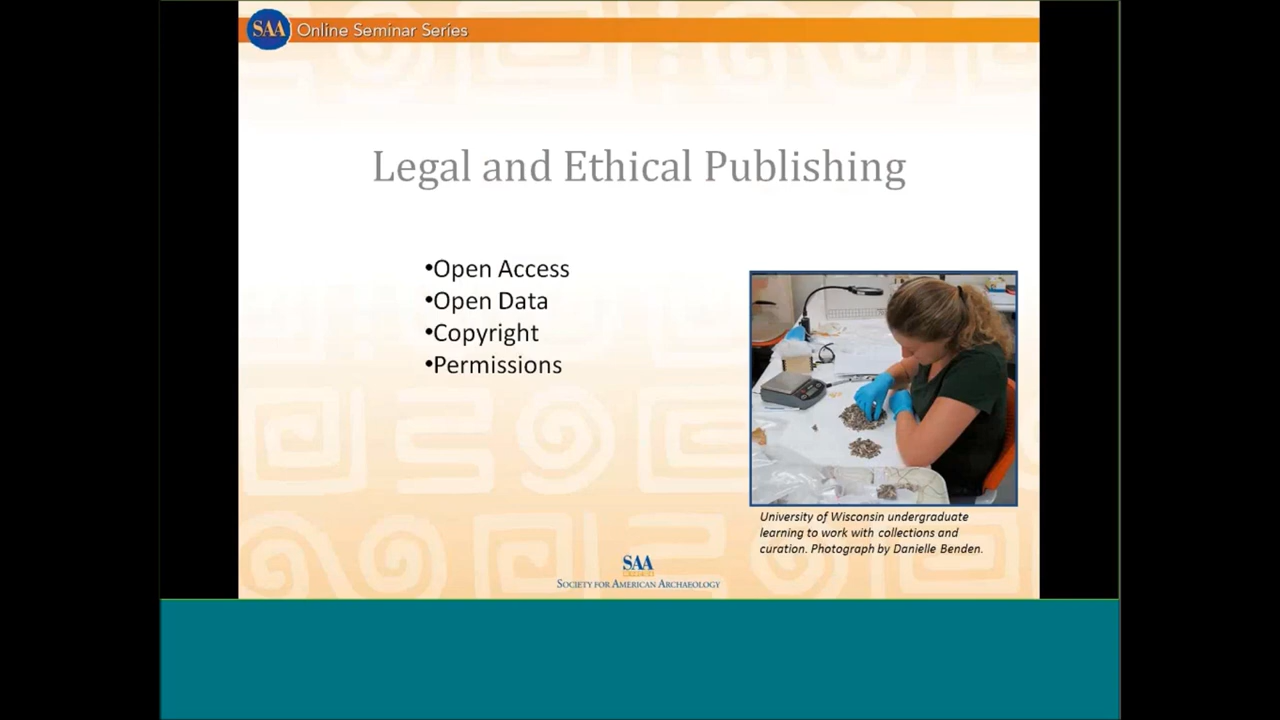 SAA Online Seminar Series
Legal and Ethical Publishing
•Open Access
•Open Data
•Copyright
•Permissions
University of Wisconsin undergraduate
learning to work with collections and
curation. Photograph by Danielle Benden.
SAA
SOCIETY FOR AMERICAN ARCHAEOLOGY